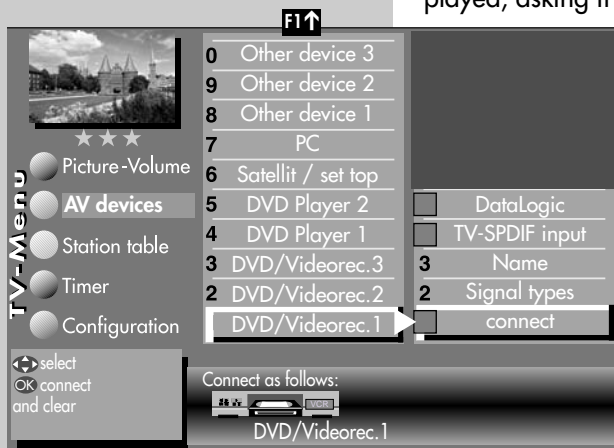 played, asking if
F1↑
TV-Menu
Picture-Volume
AV devices
Station table
Timer
Configuration
0 Other device 3
9 Other device 2
8 Other device 1
7 PC
6 Satellit / set top
5 DVD Player 2
4 DVD Player 1
3 DVD/Videorec.3
2 DVD/Videorec.2
DVD/Videorec.1
DataLogic
TV-SPDIF input
3 Name
2 Signal types
connect
select
OK connect
and clear
Connect as follows:
VCR
DVD/Videorec.1